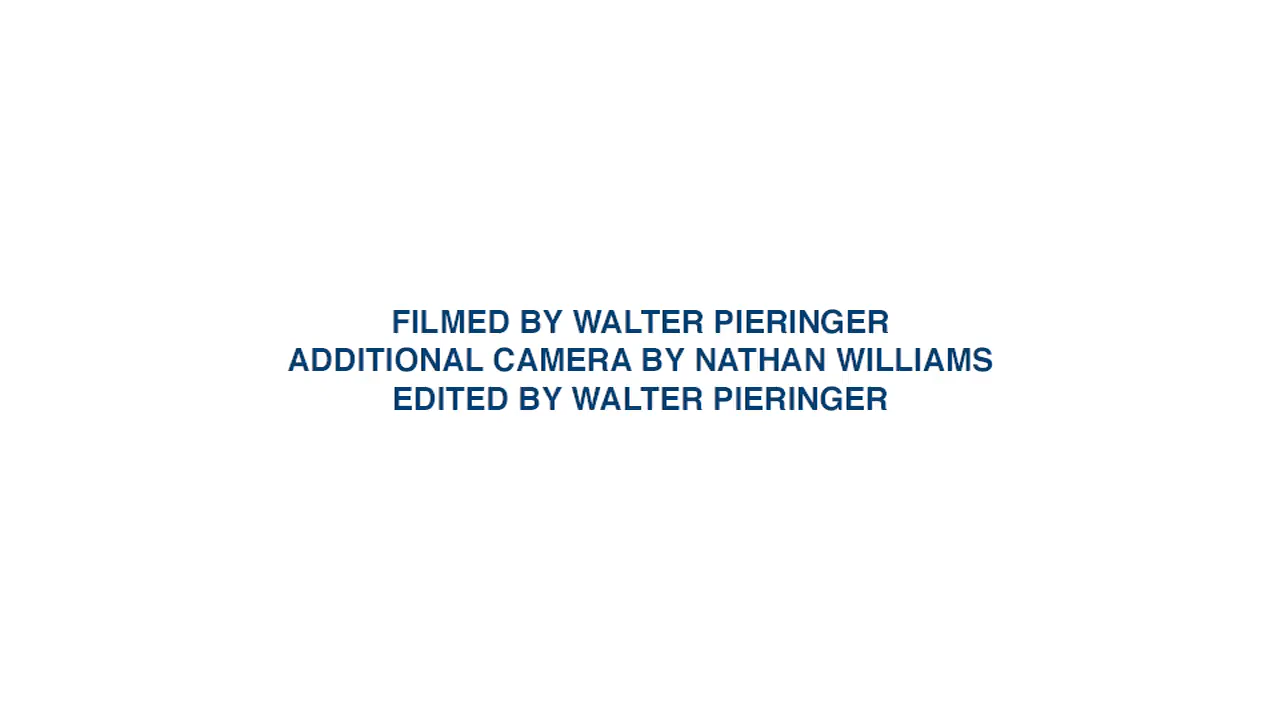 FILMED BY WALTER PIERINGER
ADDITIONAL CAMERA BY NATHAN WILLIAMS
EDITED BY WALTER PIERINGER